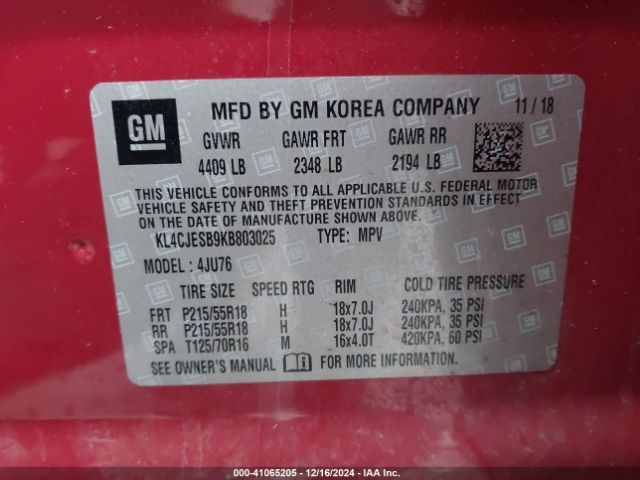 GM
MFD BY GM KOREA COMPANY 11 / 18
GVWR GAWR FRT GAWR RR
4409 LB 2348 LB 2194 LB
THIS VEHICLE CONFORMS TO ALL APPLICABLE U.S. FEDERAL MOTOR
VEHICLE SAFETY AND THEFT PREVENTION STANDARDS IN EFFECT
ON THE DATE OF MANUFACTURE SHOWN ABOVE.
KL4CJESB9KB803025 TYPE: MPV
MODEL : 4JU76
TIRE SIZE SPEED RTG RIM COLD TIRE PRESSURE
FRT P215/55R18 H 18x7.0J 240KPA, 35 PSI
RR P215/55R18 H 18x7.0J 240KPA, 35 PSI
SPA T125/70R16 M 16x4.0T 420KPA, 60 PSI
SEE OWNER'S MANUAL FOR MORE INFORMATION.
000-41065205 - 12/16/2024 - IAA Inc.